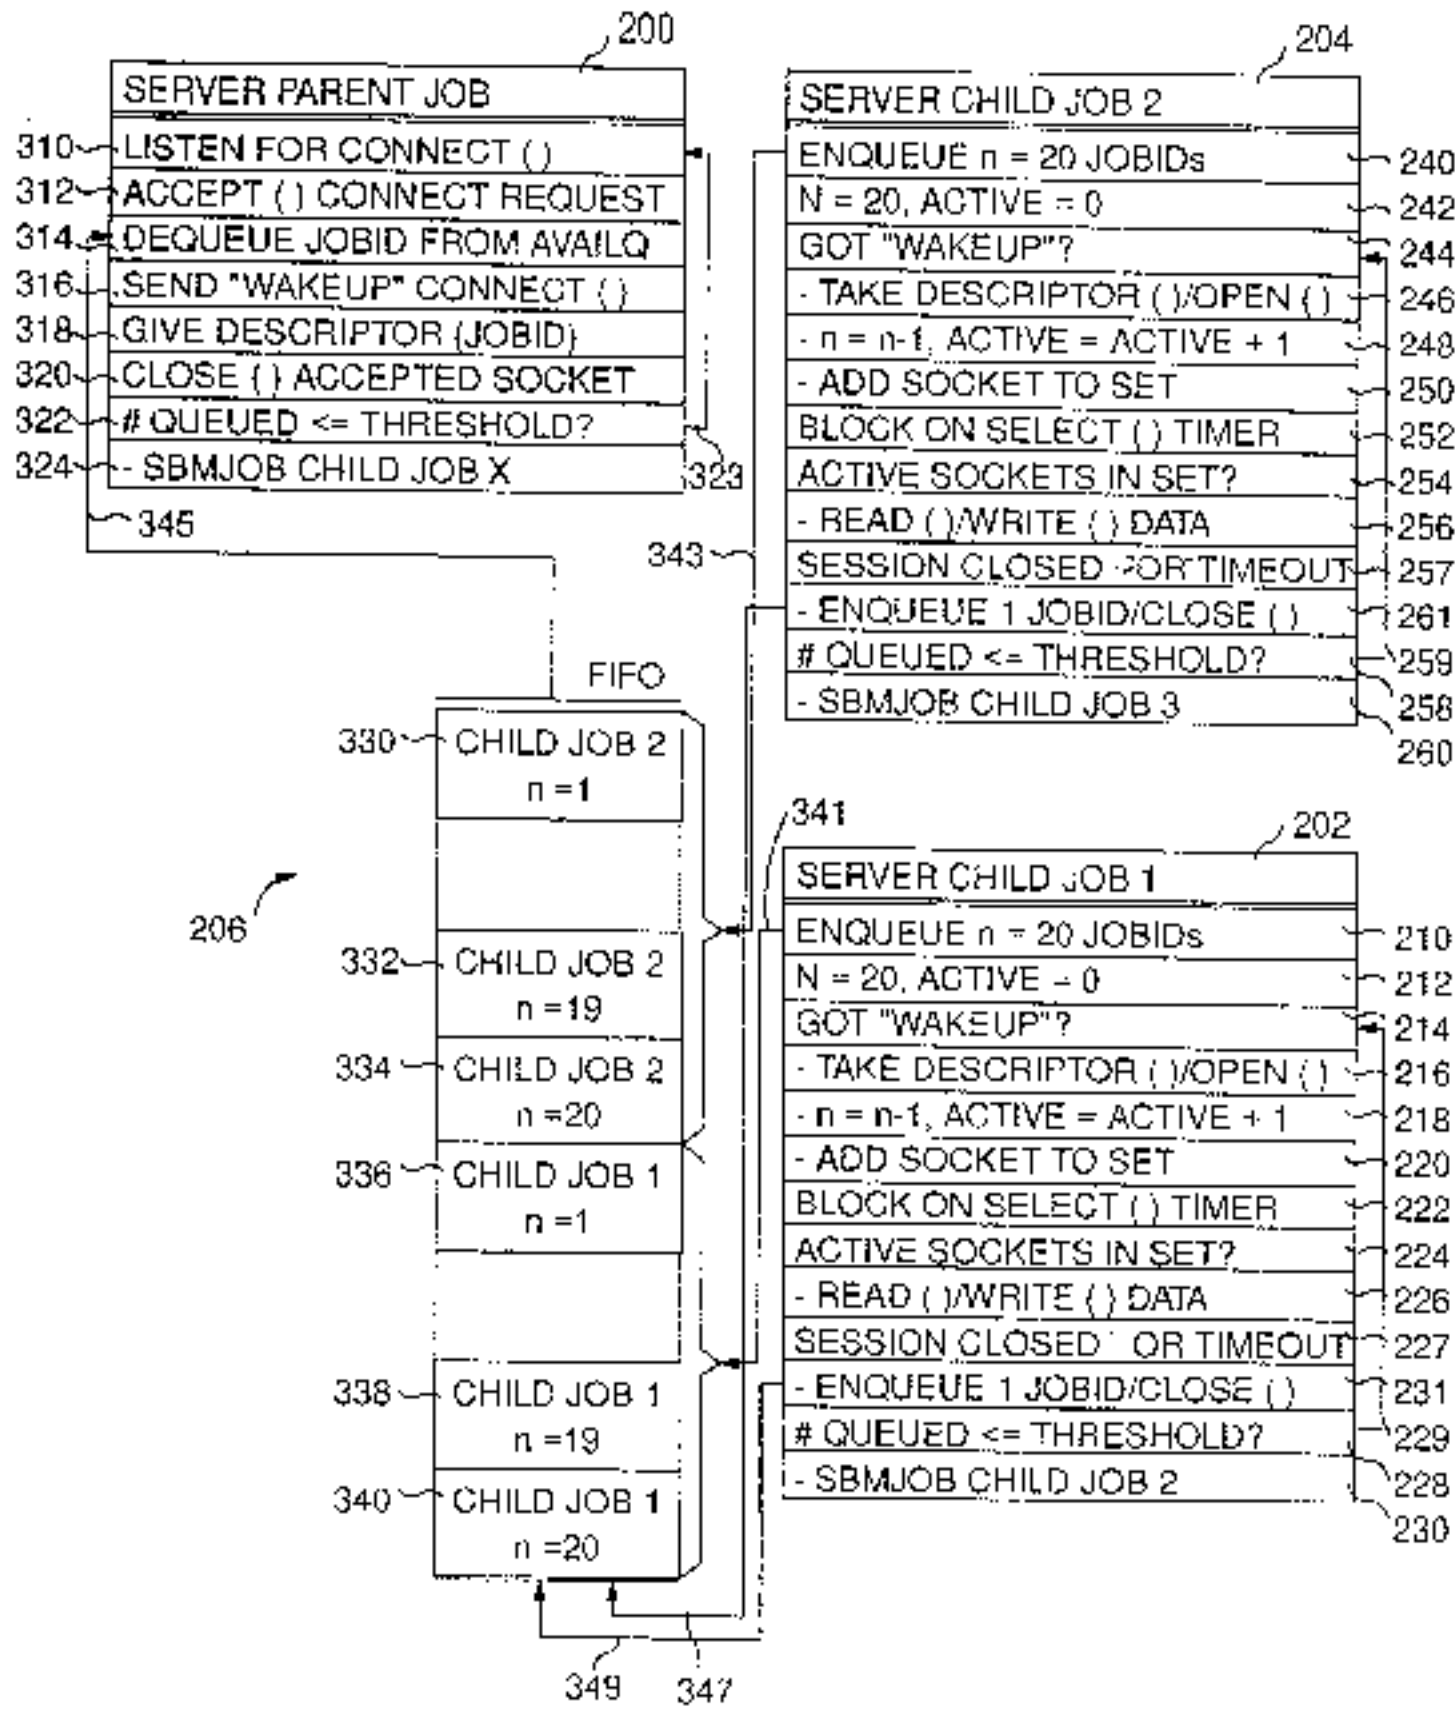 200
SERVER PARENT JOB
310 LISTEN FOR CONNECT ( )
312 ACCEPT ( ) CONNECT REQUEST
314 DEQUEUE JOBID FROM AVAILQ
316 SEND "WAKEUP" CONNECT ( )
318 GIVE DESCRIPTOR (JOBID)
320 CLOSE ( ) ACCEPTED SOCKET
322 # QUEUED <= THRESHOLD?
324 - SBMJOB CHILD JOB X
323
345
343
204
SERVER CHILD JOB 2
ENQUEUE n = 20 JOBIDs 240
N = 20, ACTIVE = 0 242
GOT "WAKEUP"? 244
- TAKE DESCRIPTOR ( )/OPEN ( ) 246
- n = n-1, ACTIVE = ACTIVE + 1 248
- ADD SOCKET TO SET 250
BLOCK ON SELECT ( ) TIMER 252
ACTIVE SOCKETS IN SET? 254
- READ ( )/WRITE ( ) DATA 256
SESSION CLOSED OR TIMEOUT 257
- ENQUEUE 1 JOBID/CLOSE ( ) 261
# QUEUED <= THRESHOLD? 259
- SBMJOB CHILD JOB 3 258
260
FIFO
206
330 CHILD JOB 2
n =1
332 CHILD JOB 2
n =19
334 CHILD JOB 2
n =20
336 CHILD JOB 1
n =1
338 CHILD JOB 1
n =19
340 CHILD JOB 1
n =20
341
202
SERVER CHILD JOB 1
ENQUEUE n = 20 JOBIDs 210
N = 20, ACTIVE = 0 212
GOT "WAKEUP"? 214
- TAKE DESCRIPTOR ( )/OPEN ( ) 216
- n = n-1, ACTIVE = ACTIVE + 1 218
- ADD SOCKET TO SET 220
BLOCK ON SELECT ( ) TIMER 222
ACTIVE SOCKETS IN SET? 224
- READ ( )/WRITE ( ) DATA 226
SESSION CLOSED OR TIMEOUT 227
- ENQUEUE 1 JOBID/CLOSE ( ) 231
# QUEUED <= THRESHOLD? 229
- SBMJOB CHILD JOB 2 228
230
349
347